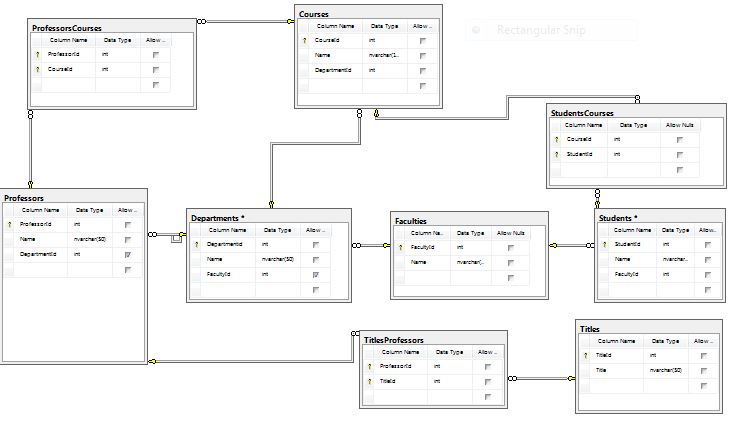 Rectangular Snip
ProfessorsCourses
Column Name Data Type Allow ...
ProfessorId int
CourseId int
Courses
Column Name Data Type Allow ...
CourseId int
Name nvarchar(1...
DepartmentId int
StudentsCourses
Column Name Data Type Allow Nulls
CourseId int
StudentId int
Professors
Column Name Data Type Allow ...
ProfessorId int
Name nvarchar(50)
DepartmentId int
Departments *
Column Name Data Type Allow ...
DepartmentId int
Name nvarchar(50)
FacultyId int
Faculties
Column Na... Data Type Allow Nulls
FacultyId int
Name nvarchar(...
Students *
Column Name Data Type Allow ...
StudentId int
Name nvarchar...
FacultyId int
TitlesProfessors
Column Name Data Type Allow ...
ProfessorId int
TitleId int
Titles
Column Name Data Type Allow ...
TitleId int
Title nvarchar(50)